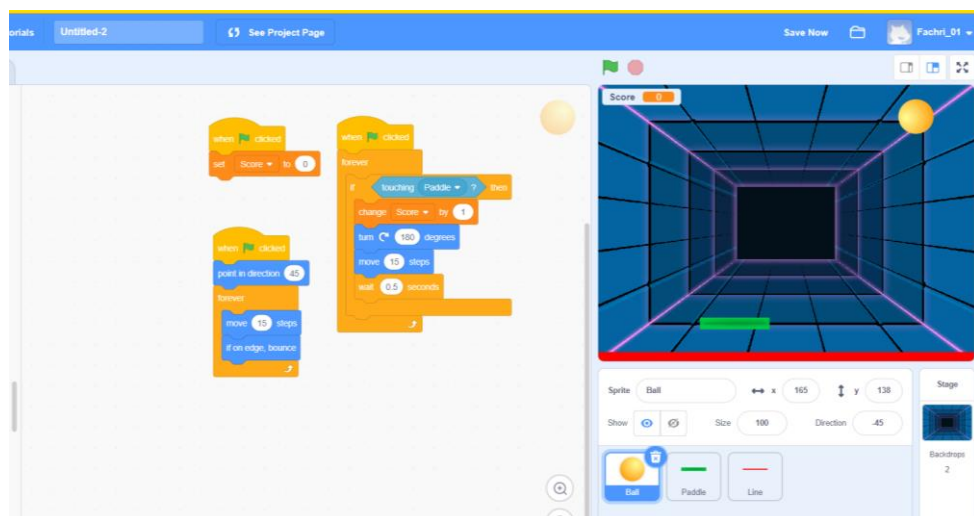 orials Untitled-2 See Project Page Save Now Fachri_01
when clicked
set Score to 0
when clicked
point in direction 45
forever
move 15 steps
if on edge, bounce
when clicked
forever
if touching Paddle ? then
change Score by 1
turn 180 degrees
move 15 steps
wait 0.5 seconds
Score 0
Sprite Ball x 165 y 138
Show Size 100 Direction -45
Ball Paddle Line
Stage
Backdrops
2